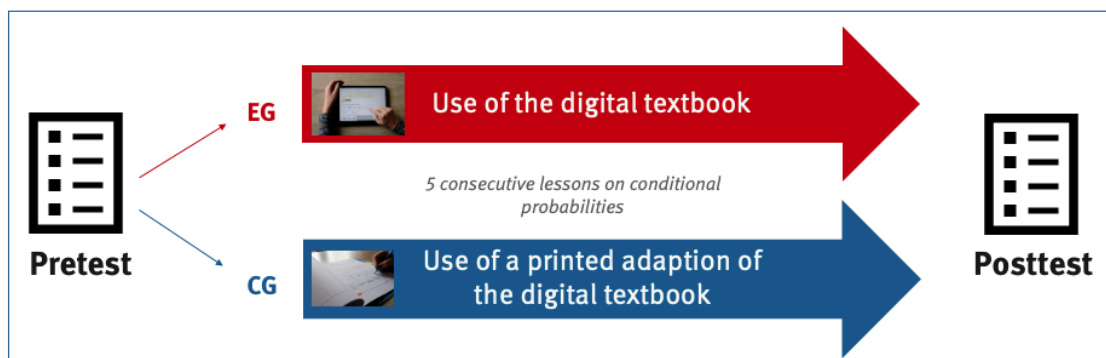 EG
Use of the digital textbook
5 consecutive lessons on conditional
probabilities
Pretest
Posttest
CG
Use of a printed adaption of
the digital textbook